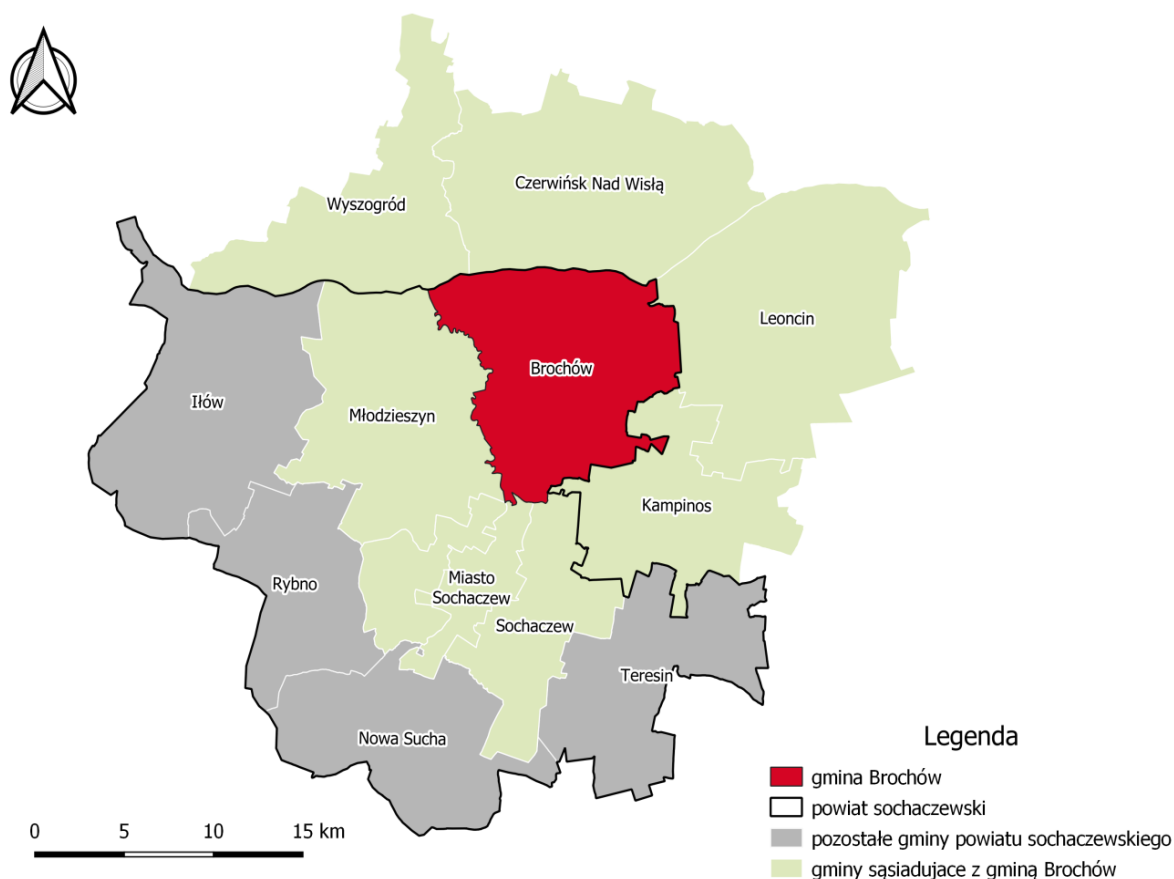 Czerwińsk Nad Wisłą
Wyszogród
Leoncin
Brochów
Iłów
Młodzieszyn
Kampinos
Rybno
Miasto
Sochaczew
Sochaczew
Teresin
Nowa Sucha
Legenda
gmina Brochów
powiat sochaczewski
pozostałe gminy powiatu sochaczewskiego
gminy sąsiadujące z gminą Brochów
0 5 10 15 km